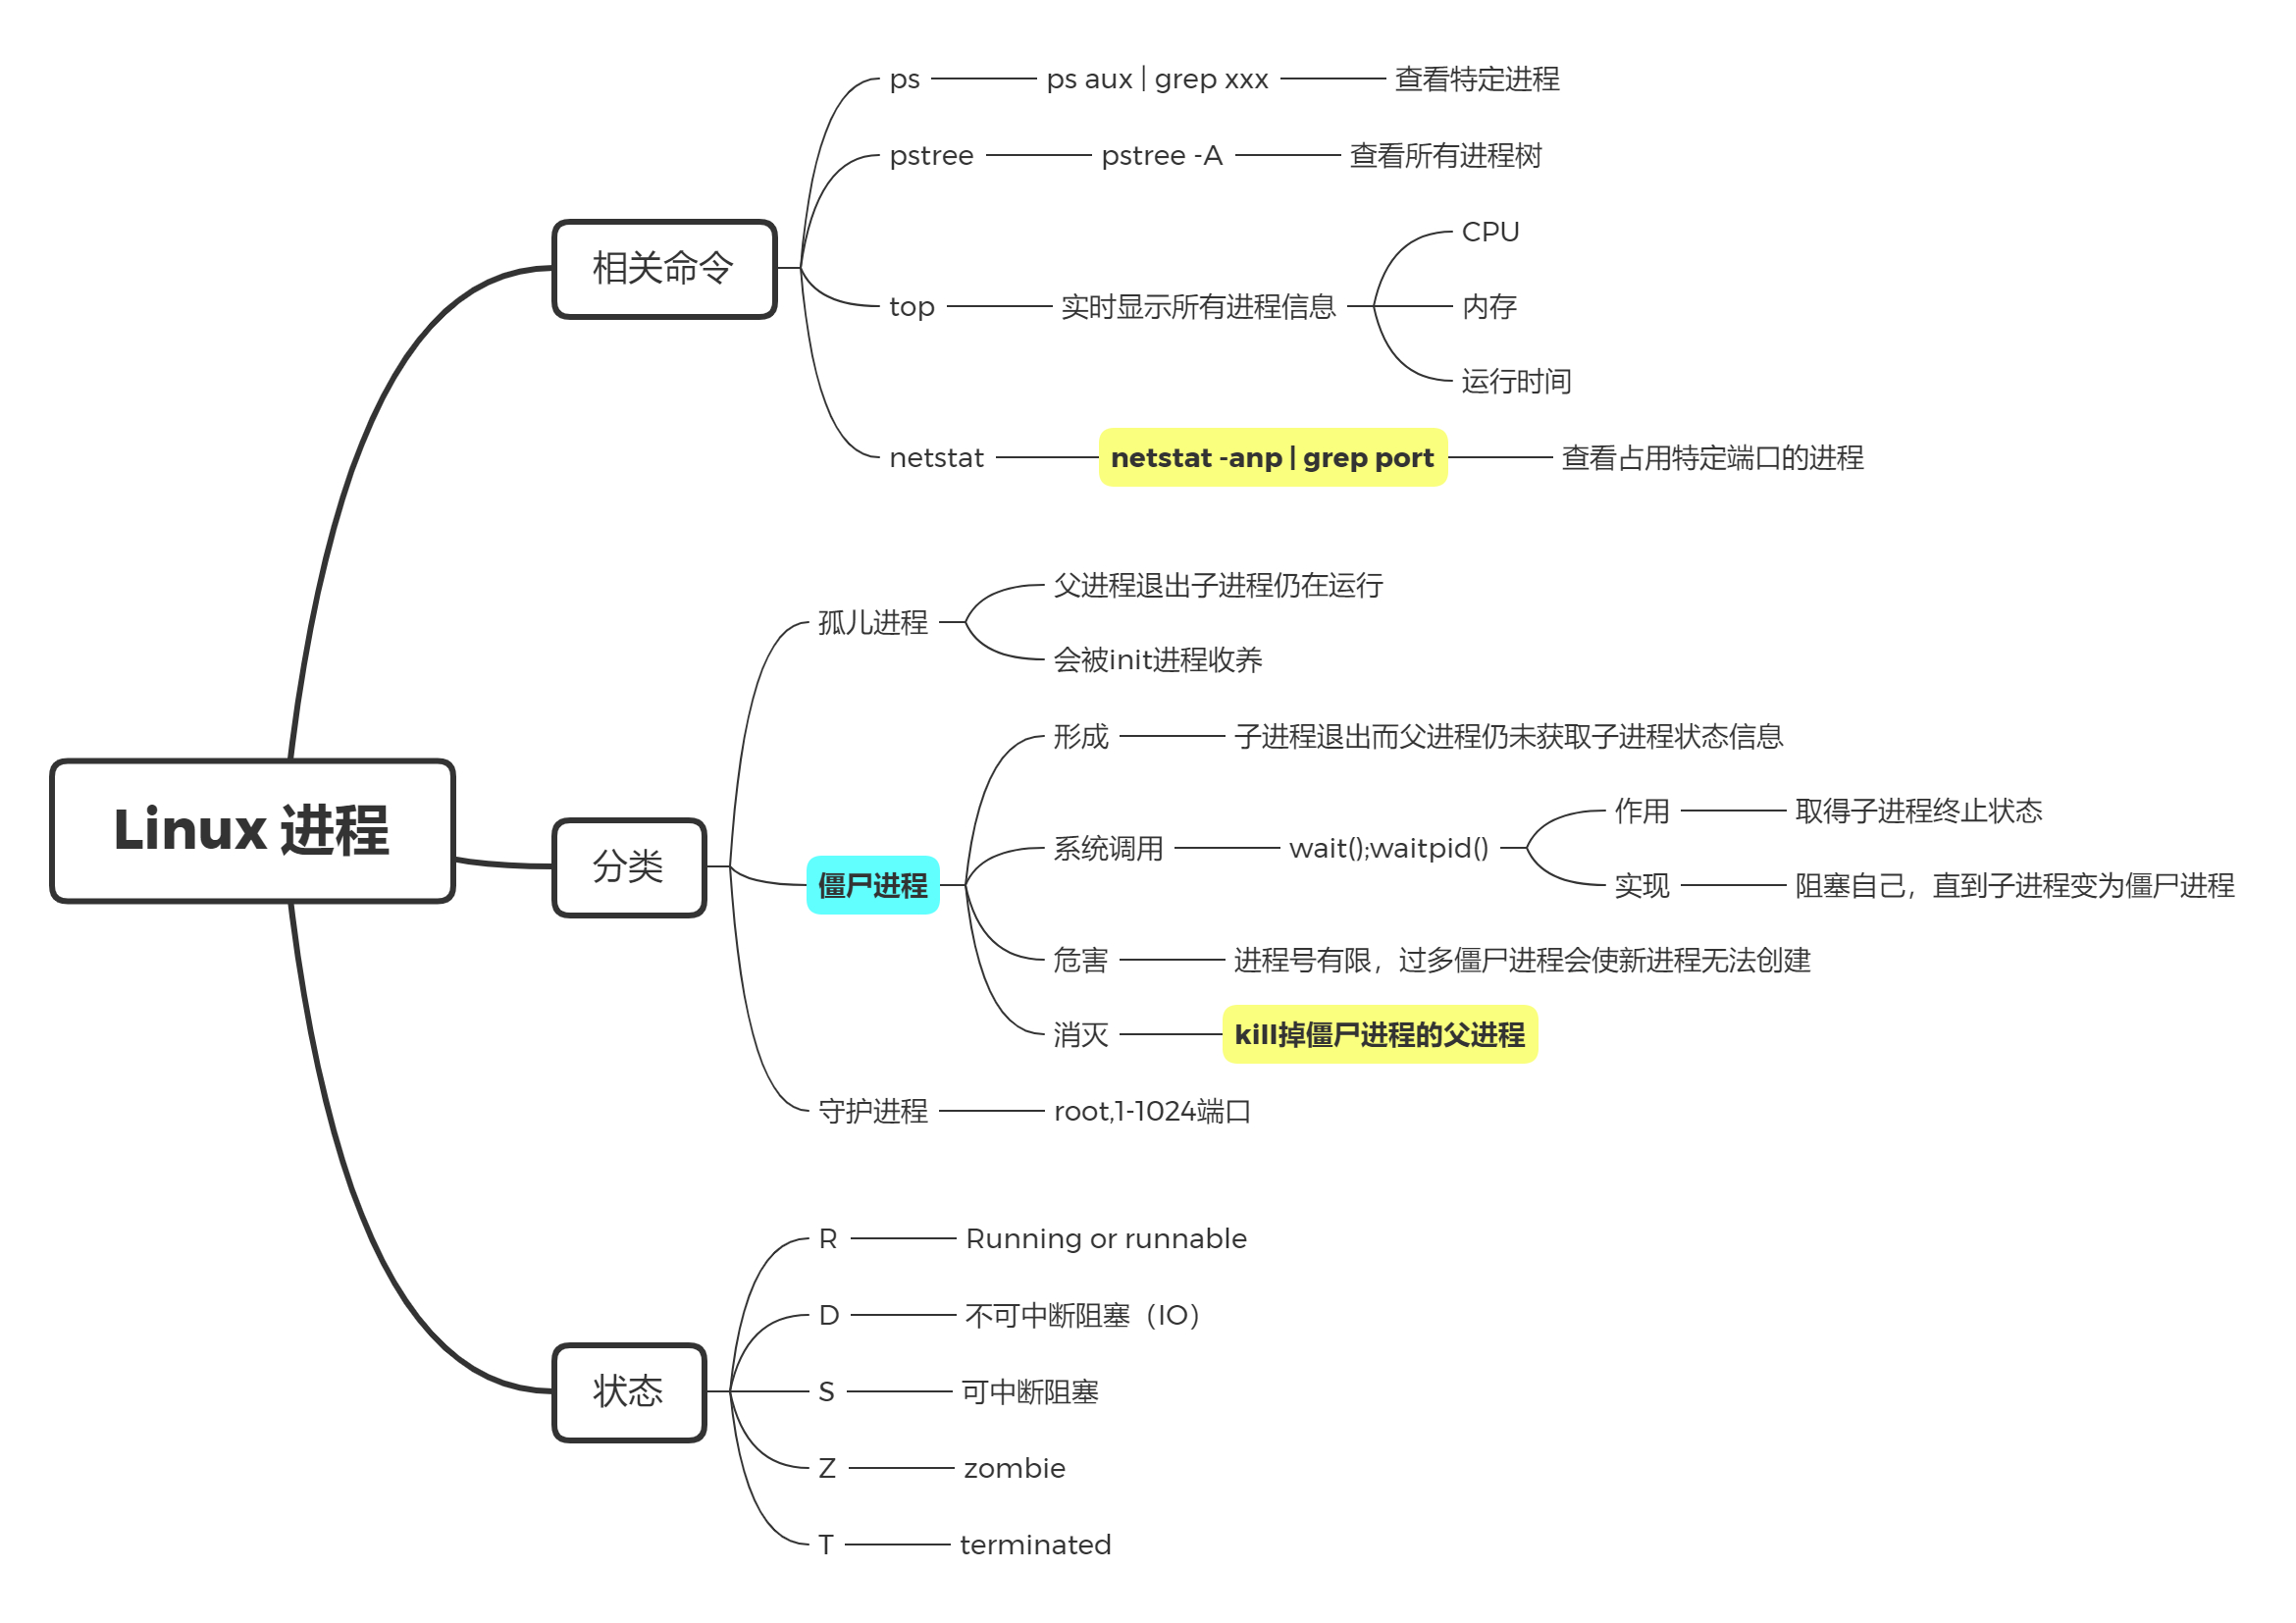 Linux 进程
相关命令
ps
ps aux | grep xxx
查看特定进程
pstree
pstree -A
查看所有进程树
top
实时显示所有进程信息
CPU
内存
运行时间
netstat
netstat -anp | grep port
查看占用特定端口的进程
分类
孤儿进程
父进程退出子进程仍在运行
会被init进程收养
僵尸进程
形成
子进程退出而父进程仍未获取子进程状态信息
系统调用
wait();waitpid()
作用
取得子进程终止状态
实现
阻塞自己，直到子进程变为僵尸进程
危害
进程号有限，过多僵尸进程会使新进程无法创建
消灭
kill掉僵尸进程的父进程
守护进程
root,1-1024端口
状态
R
Running or runnable
D
不可中断阻塞（IO）
S
可中断阻塞
Z
zombie
T
terminated